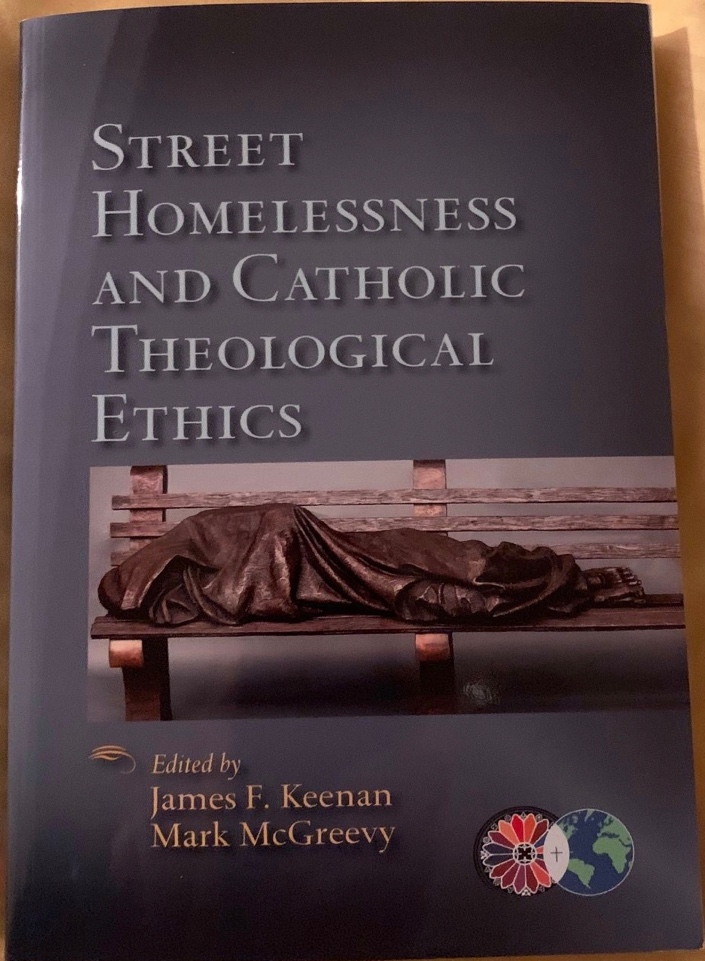 STREET
HOMELESSNESS
AND CATHOLIC
THEOLOGICAL
ETHICS
Edited by
James F. Keenan
Mark McGreevy